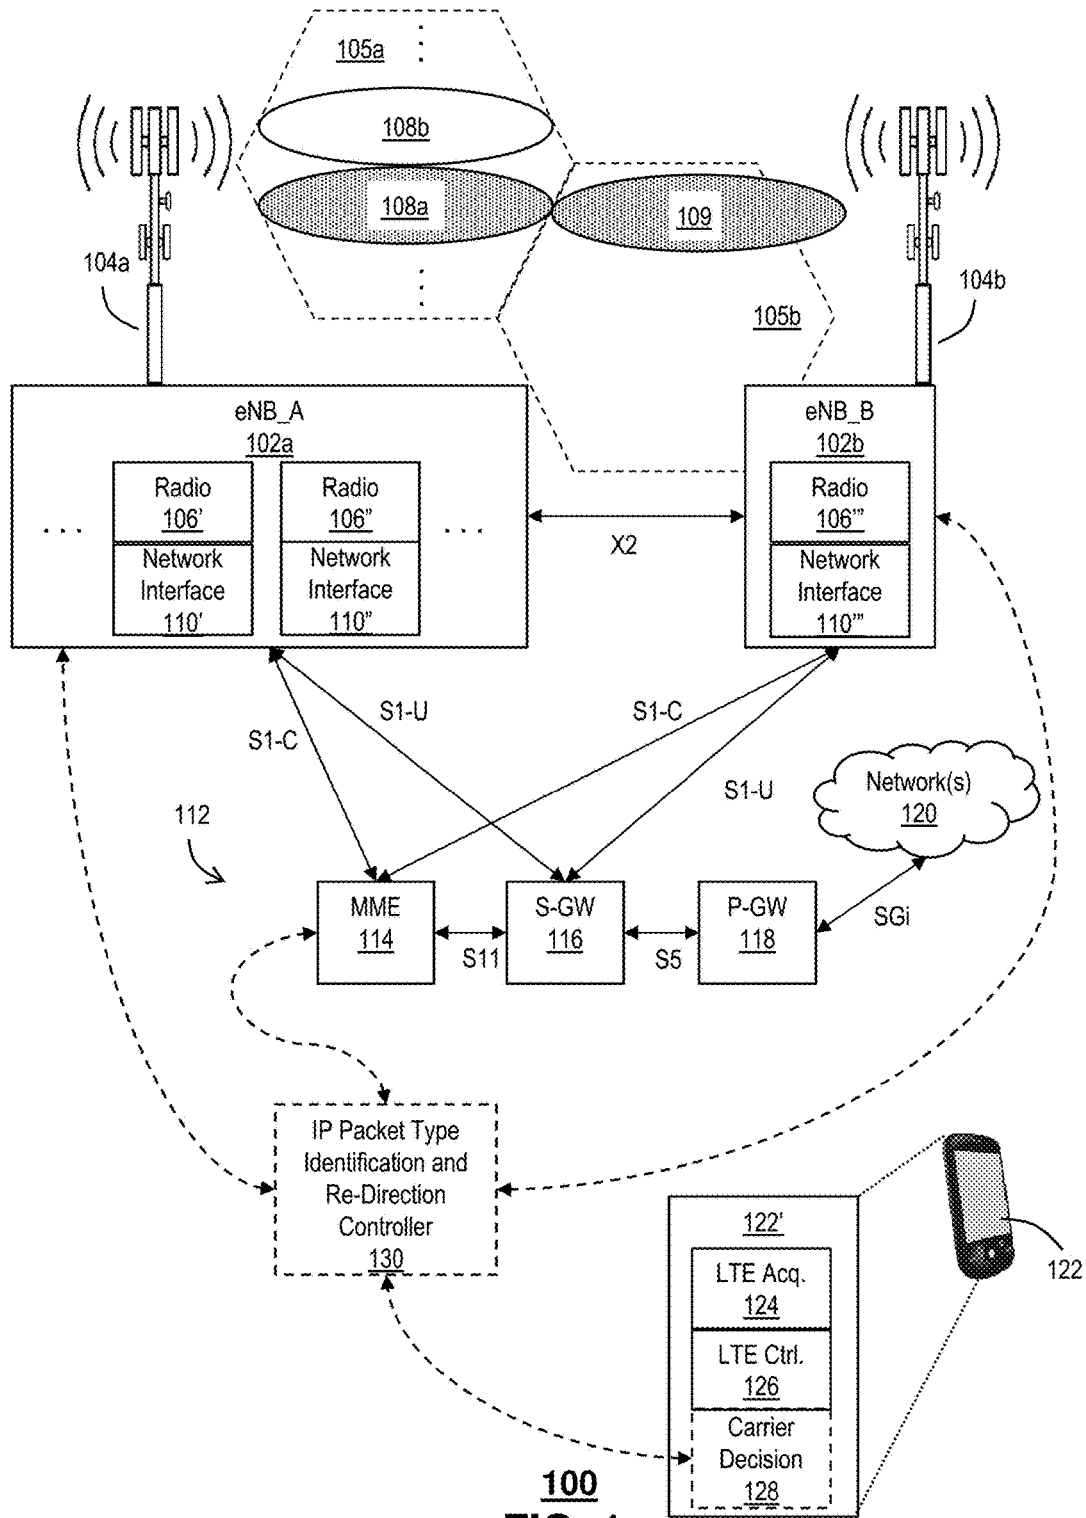 105a
108b
108a
109
104a
104b
105b
eNB_A
102a
eNB_B
102b
Radio
106'
Radio
106"
Radio
106'"
. . .
. . .
Network
Interface
110'
Network
Interface
110"
Network
Interface
110'"
X2
S1-U
S1-C
S1-C
S1-U
Network(s)
120
112
MME
114
S-GW
116
P-GW
118
SGi
S11
S5
IP Packet Type
Identification and
Re-Direction
Controller
130
122'
122
LTE Acq.
124
LTE Ctrl.
126
Carrier
Decision
128
100